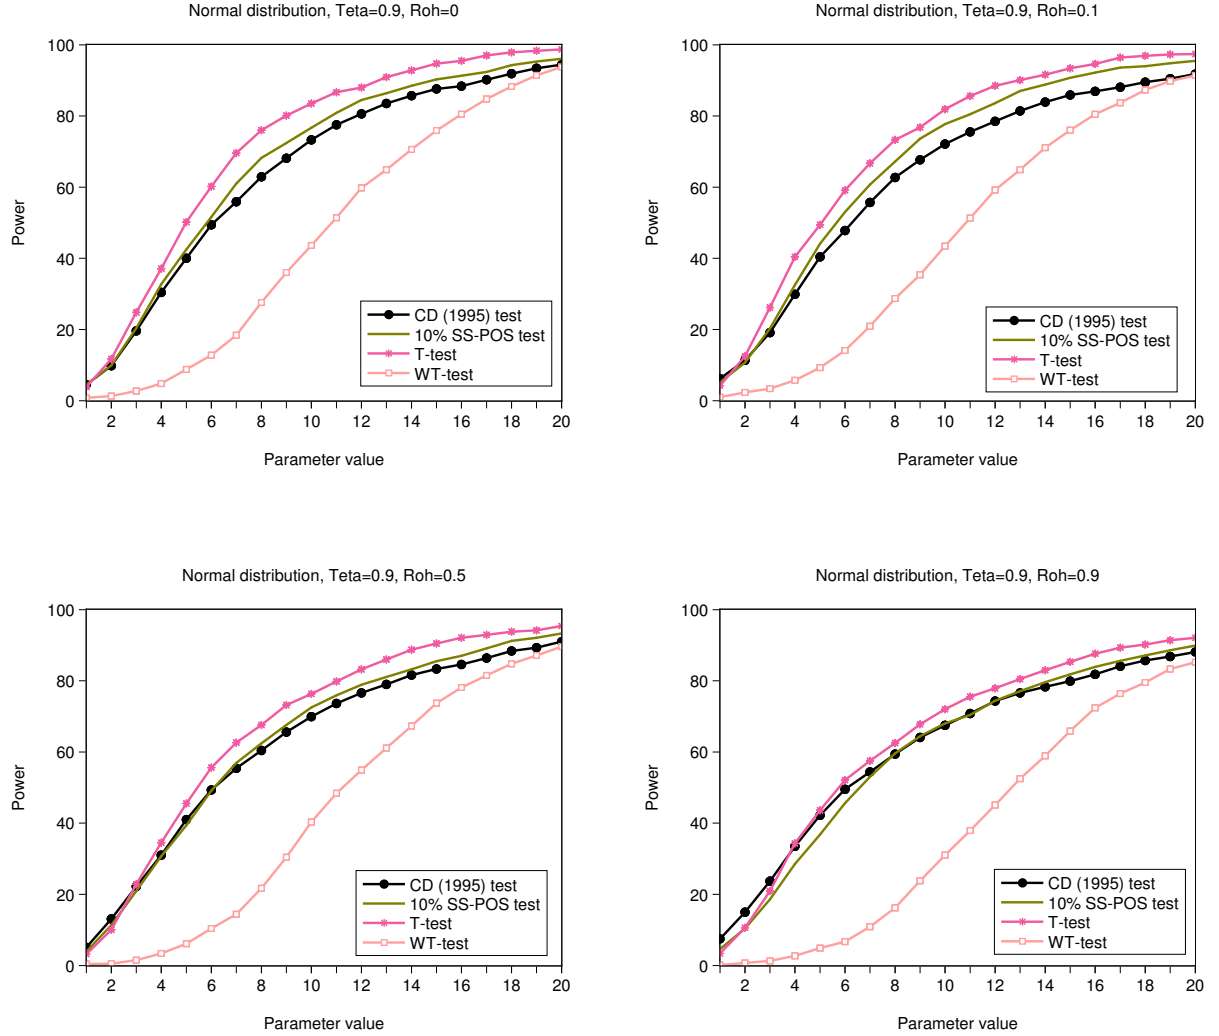 Normal distribution, Teta=0.9, Roh=0
100
80
60
40
20
0
Power
CD (1995) test
10% SS-POS test
T-test
WT-test
2 4 6 8 10 12 14 16 18 20
Parameter value
Normal distribution, Teta=0.9, Roh=0.1
100
80
60
40
20
0
Power
CD (1995) test
10% SS-POS test
T-test
WT-test
2 4 6 8 10 12 14 16 18 20
Parameter value
Normal distribution, Teta=0.9, Roh=0.5
100
80
60
40
20
0
Power
CD (1995) test
10% SS-POS test
T-test
WT-test
2 4 6 8 10 12 14 16 18 20
Parameter value
Normal distribution, Teta=0.9, Roh=0.9
100
80
60
40
20
0
Power
CD (1995) test
10% SS-POS test
T-test
WT-test
2 4 6 8 10 12 14 16 18 20
Parameter value